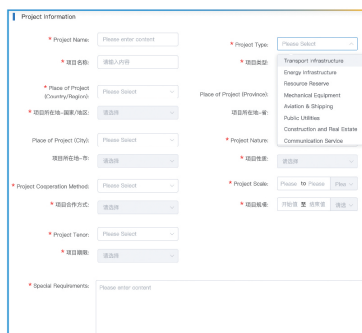 Project Information
* Project Name: Please enter content
* Project Type: Please Select
* 项目名称: 请输入内容
* 项目类型:
Transport Infrastructure
Energy Infrastructure
Resource Reserve
Mechanical Equipment
Aviation & Shipping
Public Utilities
Construction and Real Estate
Communication Service
* Place of Project
(Country/Region): Please Select
Place of Project (Province):
* 项目所在地-国家/地区: 请选择
项目所在地-省:
Place of Project (City): Please Select
* Project Nature:
项目所在地-市: 请选择
* 项目性质: 请选择
* Project Cooperation Method: Please Select
* Project Scale: Please to Please Plea
* 项目合作方式: 请选择
* 项目规模: 开始值 至 结束值 请选
* Project Tenor: Please Select
* 项目期限: 请选择
* Special Requirements: Please enter content